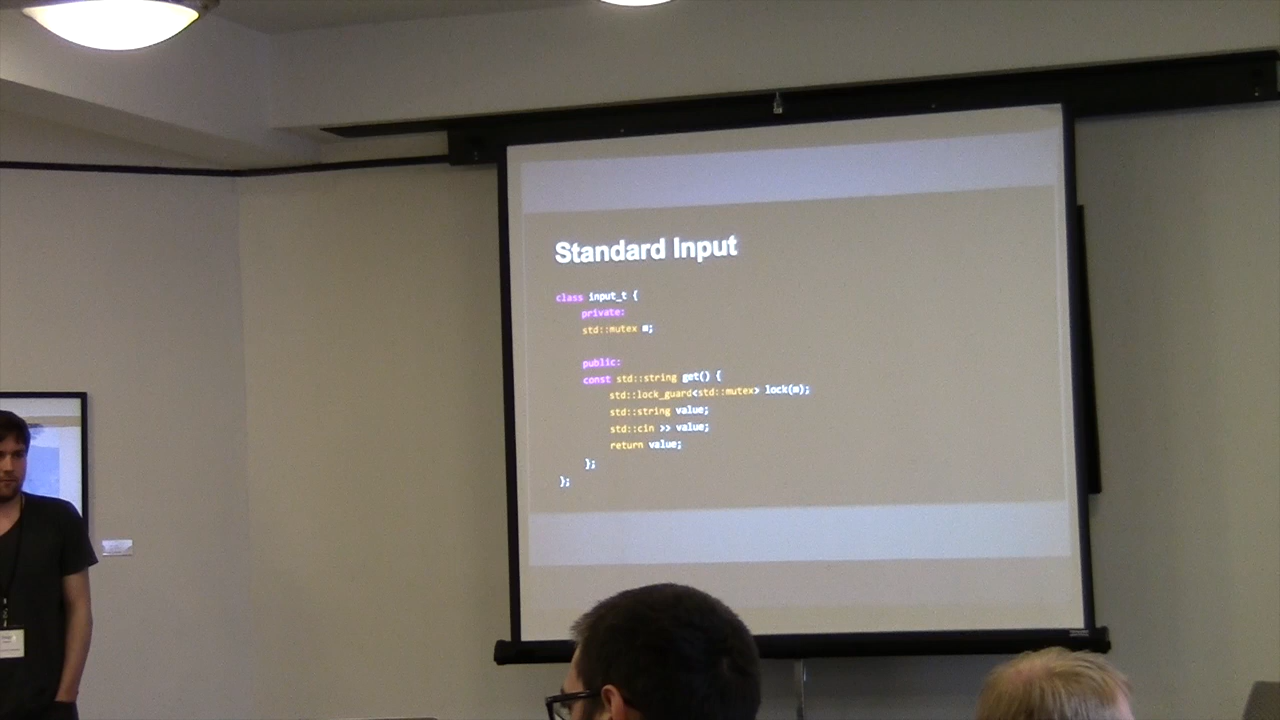 Standard Input
class input_t {
private:
std::mutex m;
public:
const std::string get() {
std::lock_guard<std::mutex> lock(m);
std::string value;
std::cin >> value;
return value;
};
};